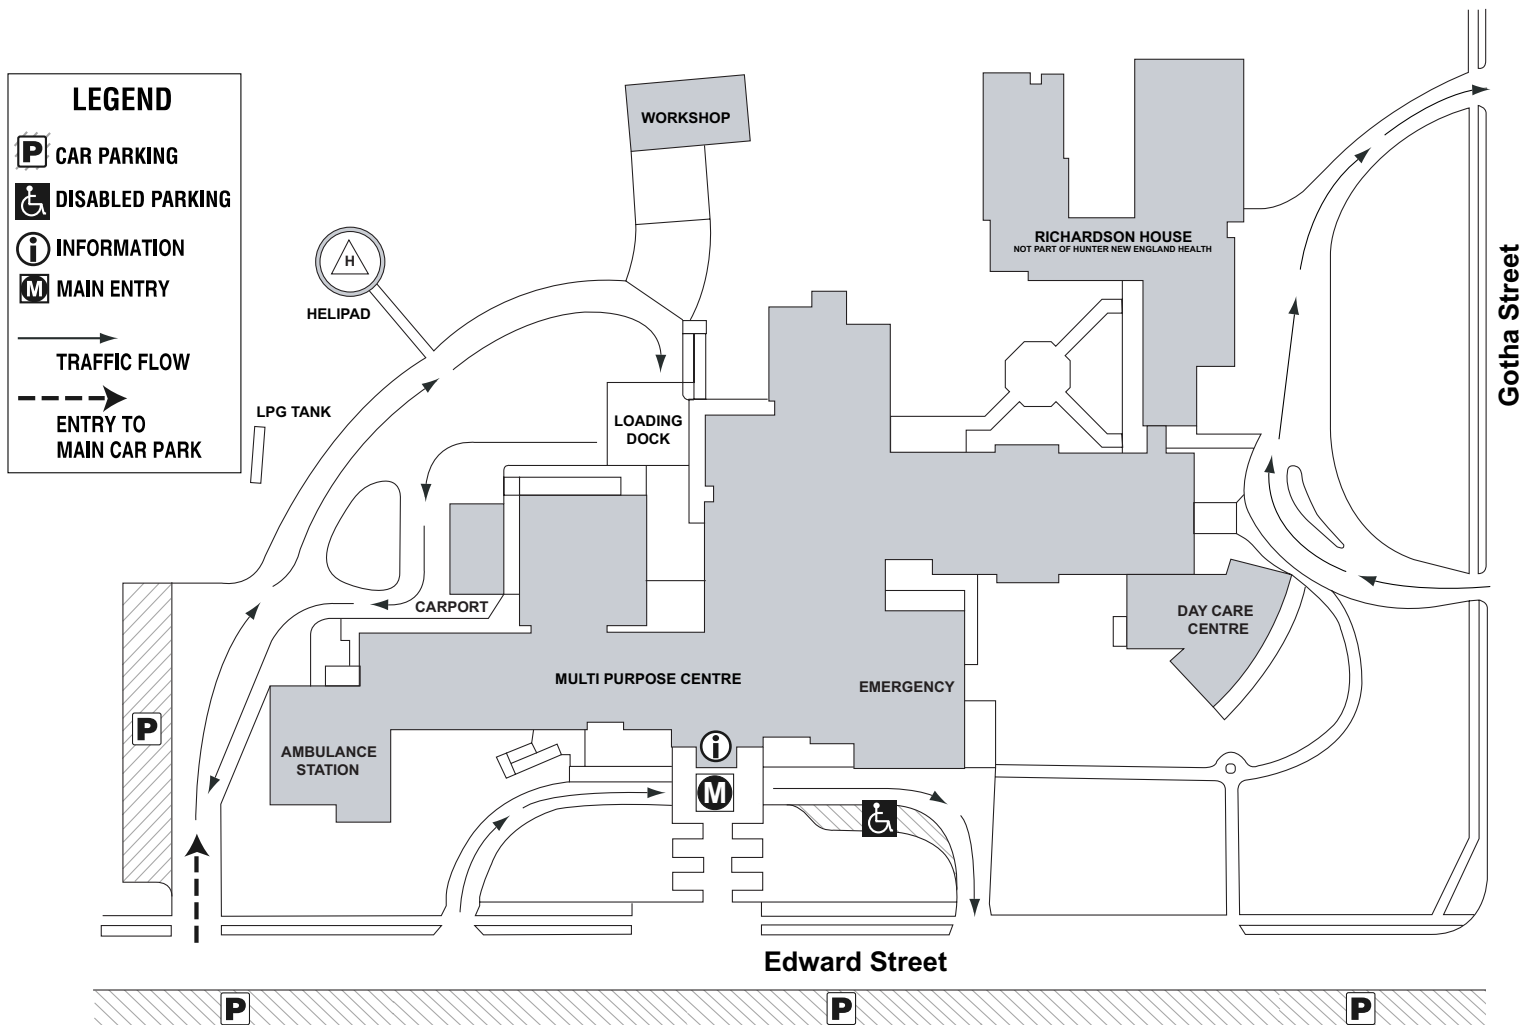 LEGEND
P CAR PARKING
DISABLED PARKING
i INFORMATION
M MAIN ENTRY
TRAFFIC FLOW
ENTRY TO
MAIN CAR PARK
WORKSHOP
H
HELIPAD
LPG TANK
LOADING
DOCK
CARPORT
RICHARDSON HOUSE
NOT PART OF HUNTER NEW ENGLAND HEALTH
Gotha Street
DAY CARE
CENTRE
MULTI PURPOSE CENTRE
EMERGENCY
AMBULANCE
STATION
P
i
M
Edward Street
P
P
P